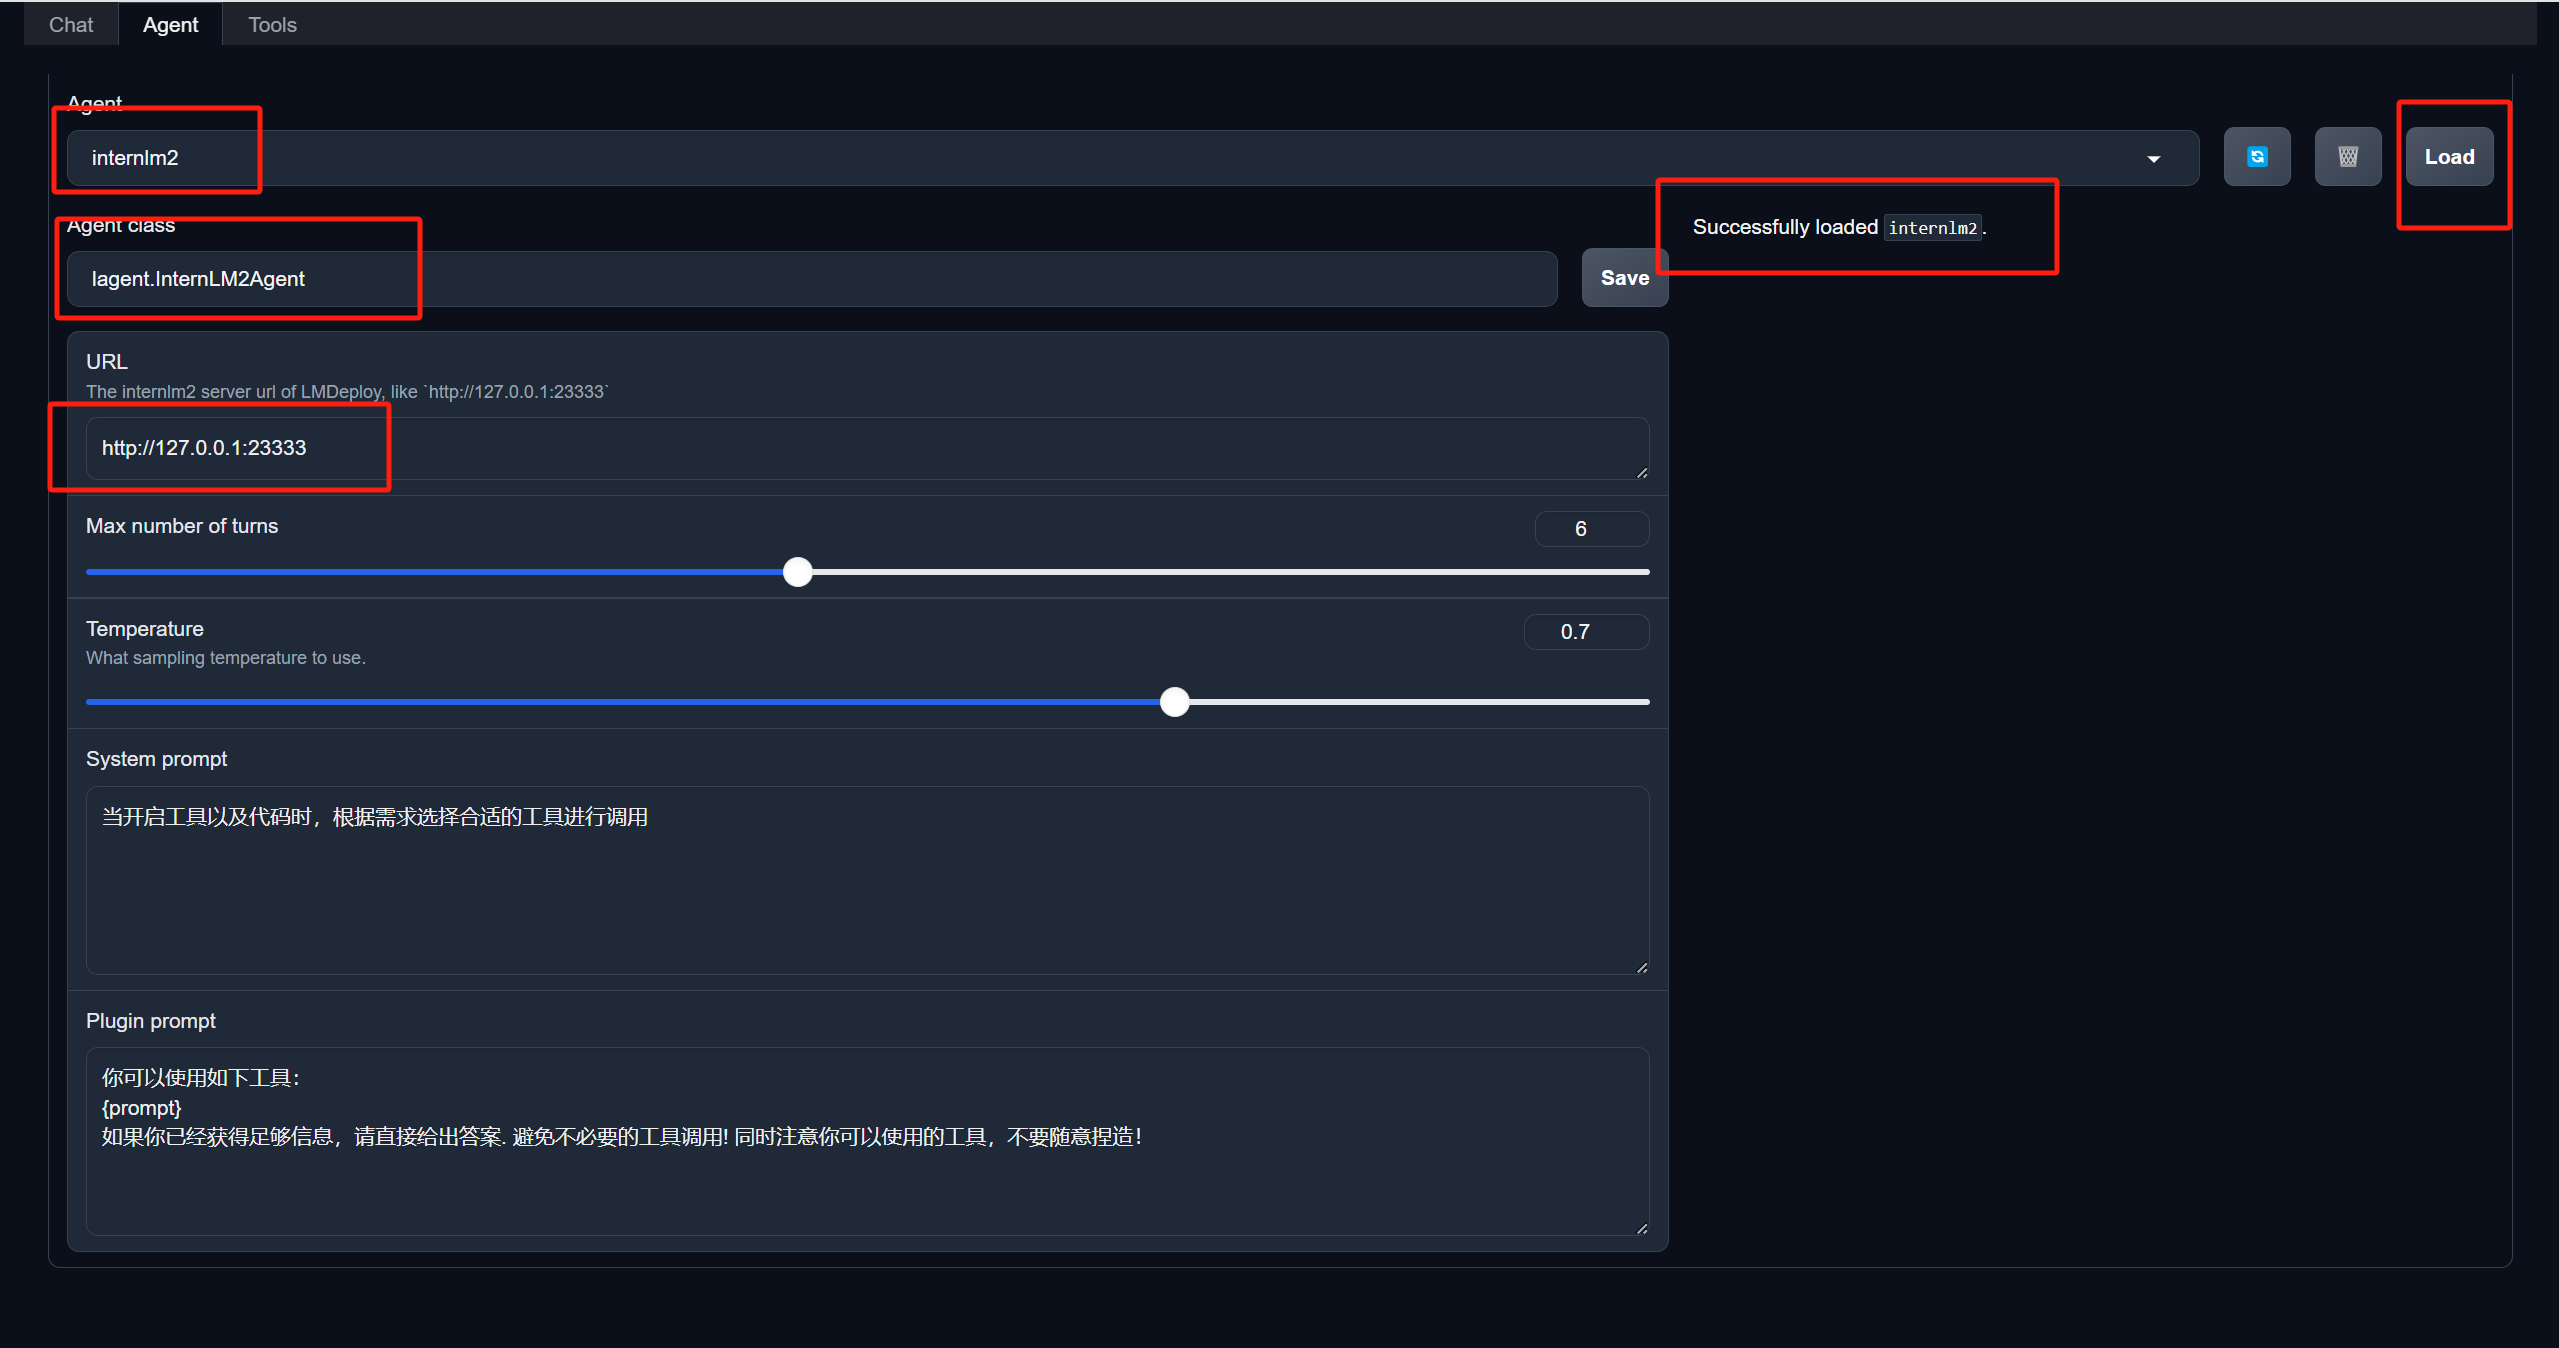 Chat
Agent
Tools
Agent
internlm2
Load
Agent class
lagent.InternLM2Agent
Save
Successfully loaded internlm2.
URL
The internlm2 server url of LMDeploy, like `http://127.0.0.1:23333`
http://127.0.0.1:23333
Max number of turns
6
Temperature
0.7
What sampling temperature to use.
System prompt
当开启工具以及代码时，根据需求选择合适的工具进行调用
Plugin prompt
你可以使用如下工具：
{prompt}
如果你已经获得足够信息，请直接给出答案. 避免不必要的工具调用! 同时注意你可以使用的工具，不要随意捏造！